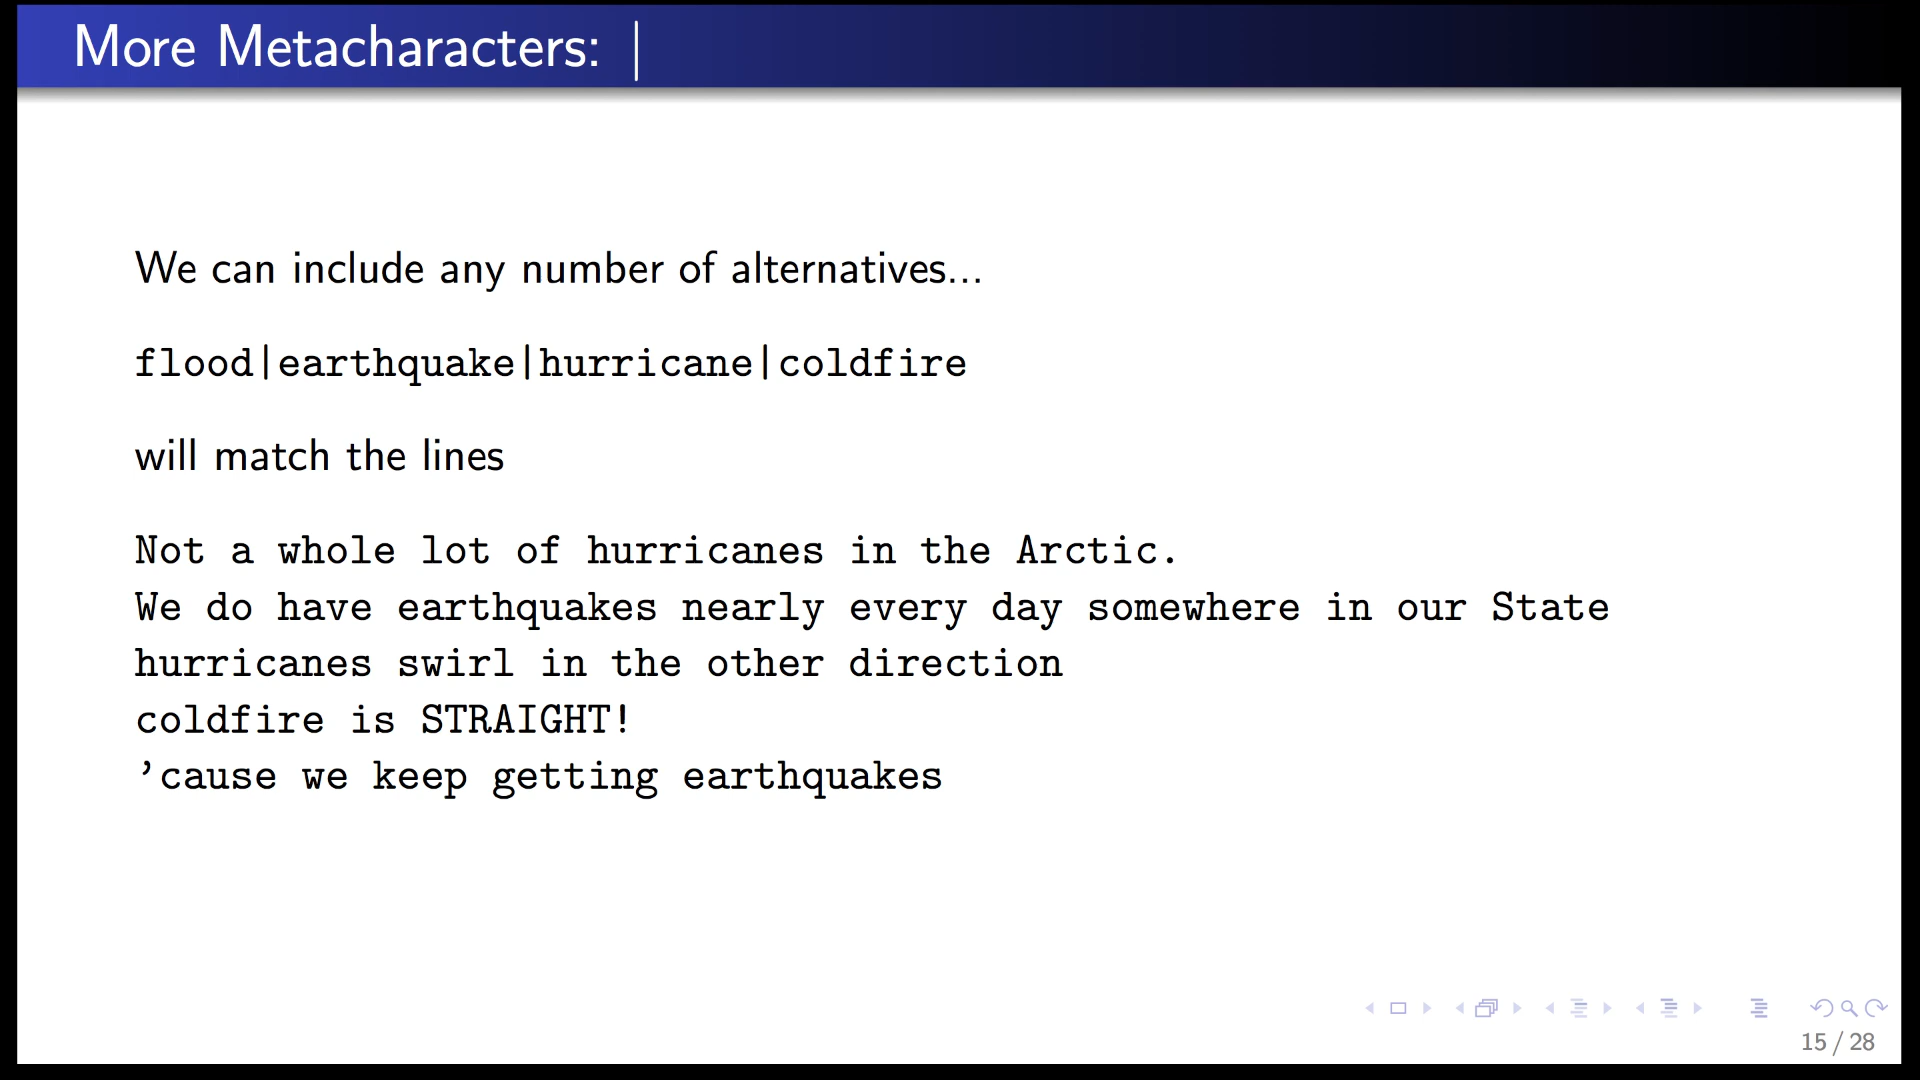 More Metacharacters: |
We can include any number of alternatives...
flood|earthquake|hurricane|coldfire
will match the lines
Not a whole lot of hurricanes in the Arctic.
We do have earthquakes nearly every day somewhere in our State
hurricanes swirl in the other direction
coldfire is STRAIGHT!
’cause we keep getting earthquakes
15 / 28